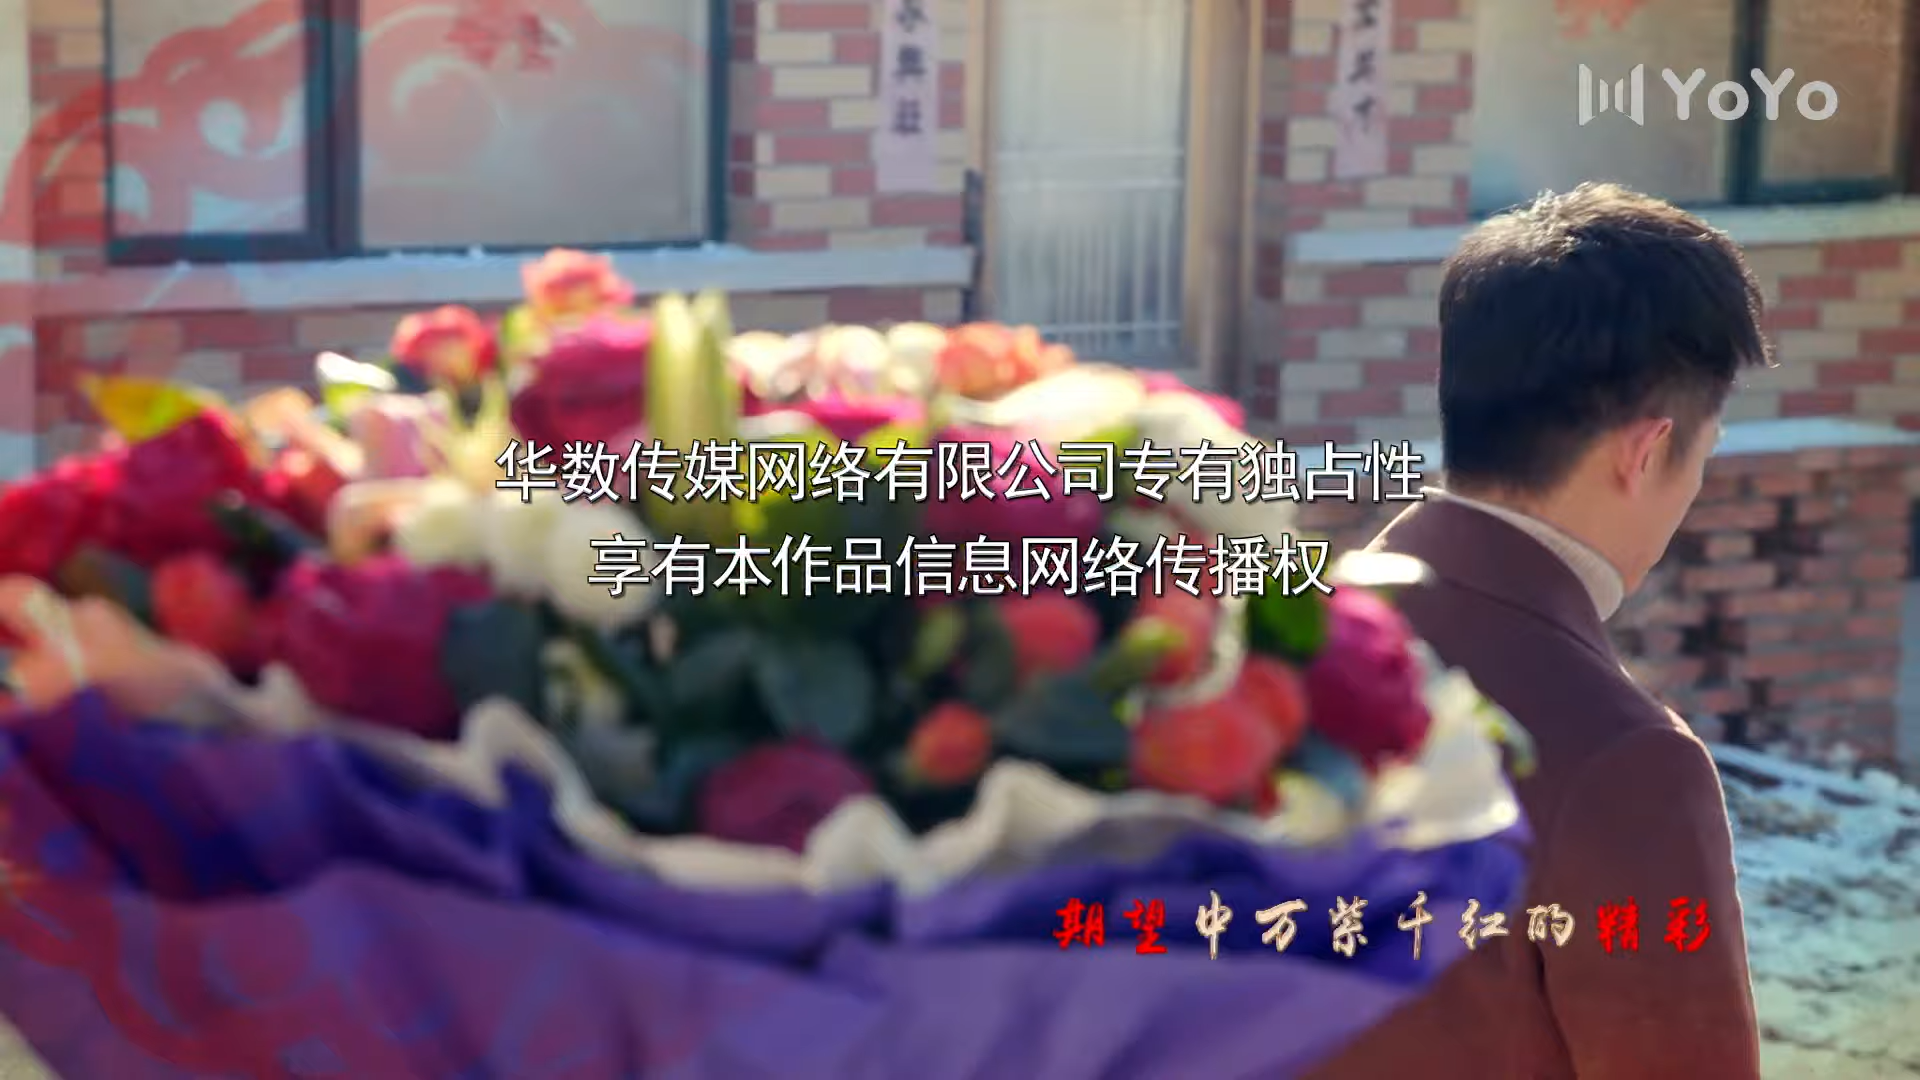 YoYo
华数传媒网络有限公司专有独占性
享有本作品信息网络传播权
期望中万紫千红的精彩